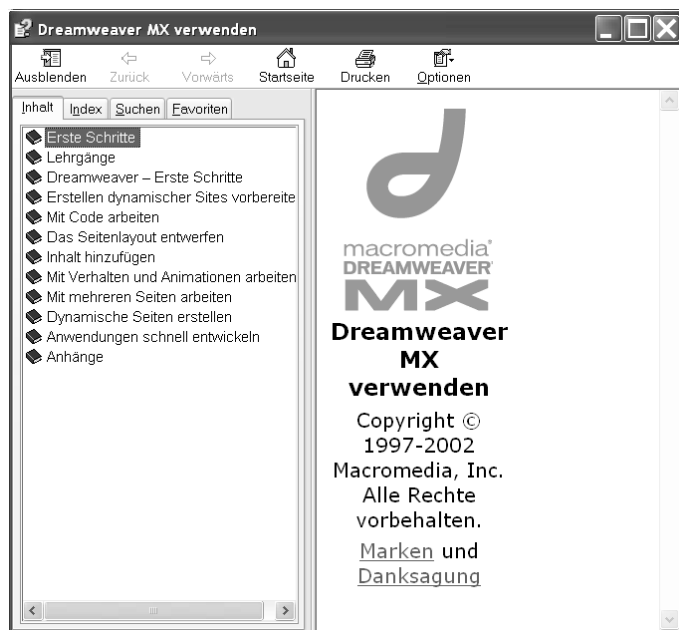 Dreamweaver MX verwenden
Ausblenden Zurück Vorwärts Startseite Drucken Optionen
Inhalt Index Suchen Favoriten
Erste Schritte
Lehrgänge
Dreamweaver – Erste Schritte
Erstellen dynamischer Sites vorbereite
Mit Code arbeiten
Das Seitenlayout entwerfen
Inhalt hinzufügen
Mit Verhalten und Animationen arbeiten
Mit mehreren Seiten arbeiten
Dynamische Seiten erstellen
Anwendungen schnell entwickeln
Anhänge
macromedia®
DREAMWEAVER®
MX
Dreamweaver
MX
verwenden
Copyright ©
1997-2002
Macromedia, Inc.
Alle Rechte
vorbehalten.
Marken und
Danksagung